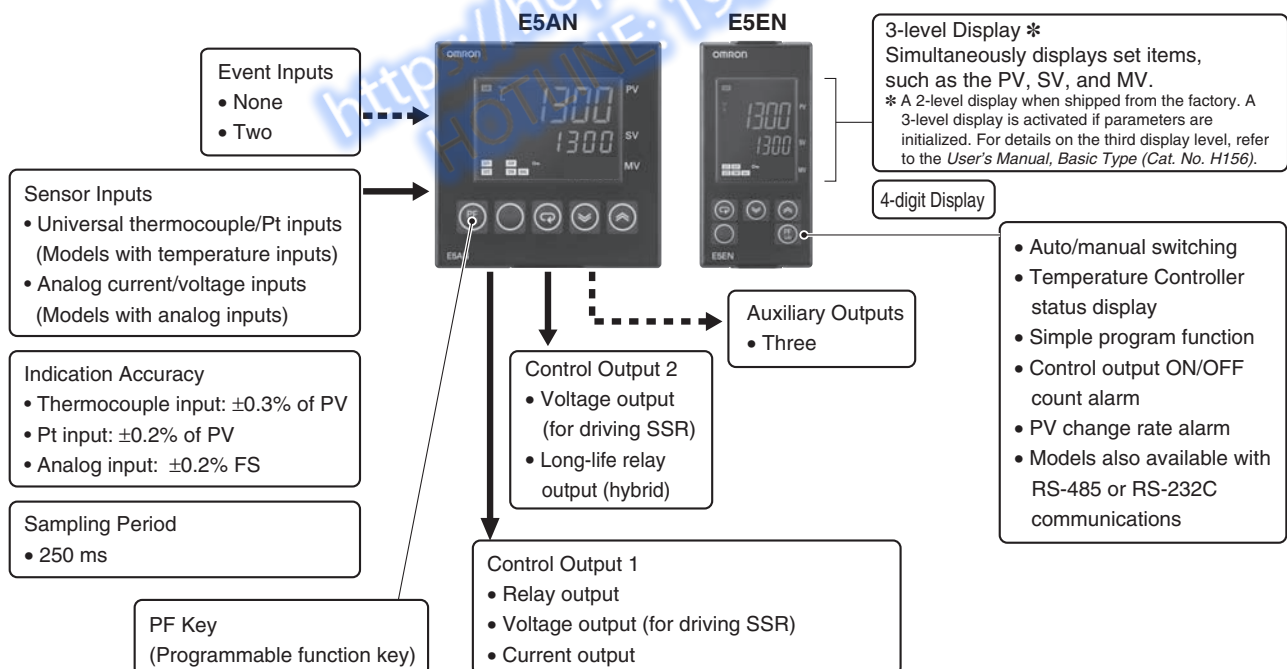 E5AN
E5EN
Event Inputs
• None
• Two
Sensor Inputs
• Universal thermocouple/Pt inputs
(Models with temperature inputs)
• Analog current/voltage inputs
(Models with analog inputs)
Indication Accuracy
• Thermocouple input: ±0.3% of PV
• Pt input: ±0.2% of PV
• Analog input: ±0.2% FS
Sampling Period
• 250 ms
PF Key
(Programmable function key)
OMRON
1300
PV
1300
SV
MV
PF
OMRON
1300
PV
1300
SV
MV
PF
E5EN
Control Output 2
• Voltage output
(for driving SSR)
• Long-life relay
output (hybrid)
Control Output 1
• Relay output
• Voltage output (for driving SSR)
• Current output
Auxiliary Outputs
• Three
3-level Display ✻
Simultaneously displays set items,
such as the PV, SV, and MV.
✻ A 2-level display when shipped from the factory. A
3-level display is activated if parameters are
initialized. For details on the third display level, refer
to the User's Manual, Basic Type (Cat. No. H156).
4-digit Display
• Auto/manual switching
• Temperature Controller
status display
• Simple program function
• Control output ON/OFF
count alarm
• PV change rate alarm
• Models also available with
RS-485 or RS-232C
communications